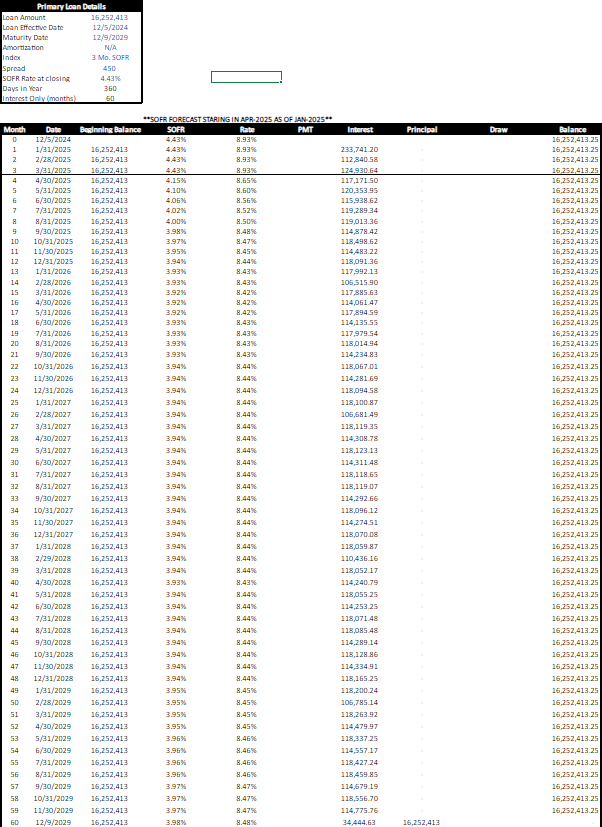 Primary Loan Details
Loan Amount 16,252,413
Loan Effective Date 12/5/2024
Maturity Date 12/9/2029
Amortization N/A
Index 3 Mo. SOFR
Spread 450
SOFR Rate at closing 4.43%
Days in Year 360
Interest Only (months) 60
**SOFR FORECAST STARING IN APR-2025 AS OF JAN-2025**
Month Date Beginning Balance SOFR Rate PMT Interest Principal Draw Balance
0 12/5/2024 4.43% 8.93% 16,252,413.25
1 1/31/2025 16,252,413 4.43% 8.93% 233,741.20 - 16,252,413.25
2 2/28/2025 16,252,413 4.43% 8.93% 112,840.58 - 16,252,413.25
3 3/31/2025 16,252,413 4.43% 8.93% 124,930.64 - 16,252,413.25
4 4/30/2025 16,252,413 4.15% 8.65% 117,171.50 - 16,252,413.25
5 5/31/2025 16,252,413 4.10% 8.60% 120,353.95 - 16,252,413.25
6 6/30/2025 16,252,413 4.06% 8.56% 115,938.62 - 16,252,413.25
7 7/31/2025 16,252,413 4.02% 8.52% 119,289.34 - 16,252,413.25
8 8/31/2025 16,252,413 4.00% 8.50% 119,013.36 - 16,252,413.25
9 9/30/2025 16,252,413 3.98% 8.48% 114,878.42 - 16,252,413.25
10 10/31/2025 16,252,413 3.97% 8.47% 118,498.62 - 16,252,413.25
11 11/30/2025 16,252,413 3.95% 8.45% 114,483.22 - 16,252,413.25
12 12/31/2025 16,252,413 3.94% 8.44% 118,091.36 - 16,252,413.25
13 1/31/2026 16,252,413 3.93% 8.43% 117,992.13 - 16,252,413.25
14 2/28/2026 16,252,413 3.93% 8.43% 106,515.90 - 16,252,413.25
15 3/31/2026 16,252,413 3.92% 8.42% 117,885.63 - 16,252,413.25
16 4/30/2026 16,252,413 3.92% 8.42% 114,061.47 - 16,252,413.25
17 5/31/2026 16,252,413 3.92% 8.42% 117,894.59 - 16,252,413.25
18 6/30/2026 16,252,413 3.93% 8.43% 114,135.55 - 16,252,413.25
19 7/31/2026 16,252,413 3.93% 8.43% 117,979.54 - 16,252,413.25
20 8/31/2026 16,252,413 3.93% 8.43% 118,014.94 - 16,252,413.25
21 9/30/2026 16,252,413 3.93% 8.43% 114,234.83 - 16,252,413.25
22 10/31/2026 16,252,413 3.94% 8.44% 118,067.01 - 16,252,413.25
23 11/30/2026 16,252,413 3.94% 8.44% 114,281.69 - 16,252,413.25
24 12/31/2026 16,252,413 3.94% 8.44% 118,094.58 - 16,252,413.25
25 1/31/2027 16,252,413 3.94% 8.44% 118,100.87 - 16,252,413.25
26 2/28/2027 16,252,413 3.94% 8.44% 106,681.49 - 16,252,413.25
27 3/31/2027 16,252,413 3.94% 8.44% 118,119.35 - 16,252,413.25
28 4/30/2027 16,252,413 3.94% 8.44% 114,308.78 - 16,252,413.25
29 5/31/2027 16,252,413 3.94% 8.44% 118,123.13 - 16,252,413.25
30 6/30/2027 16,252,413 3.94% 8.44% 114,311.48 - 16,252,413.25
31 7/31/2027 16,252,413 3.94% 8.44% 118,118.65 - 16,252,413.25
32 8/31/2027 16,252,413 3.94% 8.44% 118,119.07 - 16,252,413.25
33 9/30/2027 16,252,413 3.94% 8.44% 114,292.66 - 16,252,413.25
34 10/31/2027 16,252,413 3.94% 8.44% 118,096.12 - 16,252,413.25
35 11/30/2027 16,252,413 3.94% 8.44% 114,274.51 - 16,252,413.25
36 12/31/2027 16,252,413 3.94% 8.44% 118,070.08 - 16,252,413.25
37 1/31/2028 16,252,413 3.94% 8.44% 118,059.87 - 16,252,413.25
38 2/29/2028 16,252,413 3.94% 8.44% 110,436.16 - 16,252,413.25
39 3/31/2028 16,252,413 3.94% 8.44% 118,052.17 - 16,252,413.25
40 4/30/2028 16,252,413 3.93% 8.43% 114,240.79 - 16,252,413.25
41 5/31/2028 16,252,413 3.94% 8.44% 118,055.25 - 16,252,413.25
42 6/30/2028 16,252,413 3.94% 8.44% 114,253.25 - 16,252,413.25
43 7/31/2028 16,252,413 3.94% 8.44% 118,071.48 - 16,252,413.25
44 8/31/2028 16,252,413 3.94% 8.44% 118,085.48 - 16,252,413.25
45 9/30/2028 16,252,413 3.94% 8.44% 114,289.14 - 16,252,413.25
46 10/31/2028 16,252,413 3.94% 8.44% 118,128.86 - 16,252,413.25
47 11/30/2028 16,252,413 3.94% 8.44% 114,334.91 - 16,252,413.25
48 12/31/2028 16,252,413 3.94% 8.44% 118,165.25 - 16,252,413.25
49 1/31/2029 16,252,413 3.95% 8.45% 118,200.24 - 16,252,413.25
50 2/28/2029 16,252,413 3.95% 8.45% 106,785.14 - 16,252,413.25
51 3/31/2029 16,252,413 3.95% 8.45% 118,263.92 - 16,252,413.25
52 4/30/2029 16,252,413 3.95% 8.45% 114,479.97 - 16,252,413.25
53 5/31/2029 16,252,413 3.96% 8.46% 118,337.25 - 16,252,413.25
54 6/30/2029 16,252,413 3.96% 8.46% 114,557.17 - 16,252,413.25
55 7/31/2029 16,252,413 3.96% 8.46% 118,427.24 - 16,252,413.25
56 8/31/2029 16,252,413 3.96% 8.46% 118,459.85 - 16,252,413.25
57 9/30/2029 16,252,413 3.97% 8.47% 114,679.19 - 16,252,413.25
58 10/31/2029 16,252,413 3.97% 8.47% 118,556.70 - 16,252,413.25
59 11/30/2029 16,252,413 3.97% 8.47% 114,775.76 - 16,252,413.25
60 12/9/2029 16,252,413 3.98% 8.48% 34,444.63 16,252,413